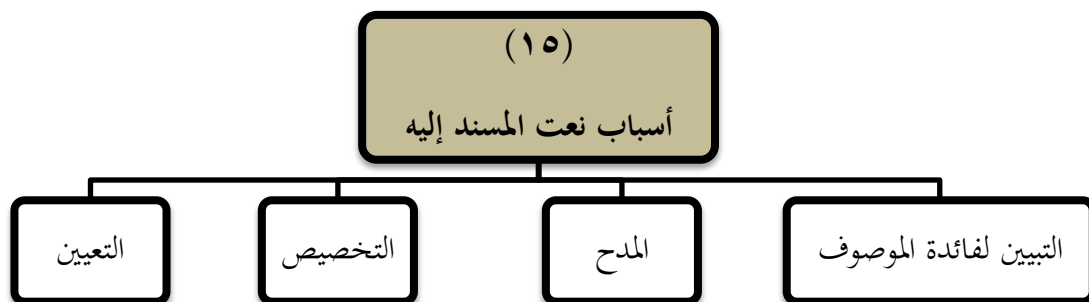 (١٥)
أسباب نعت المسند إليه
التبيين لفائدة الموصوف
المدح
التخصيص
التعيين